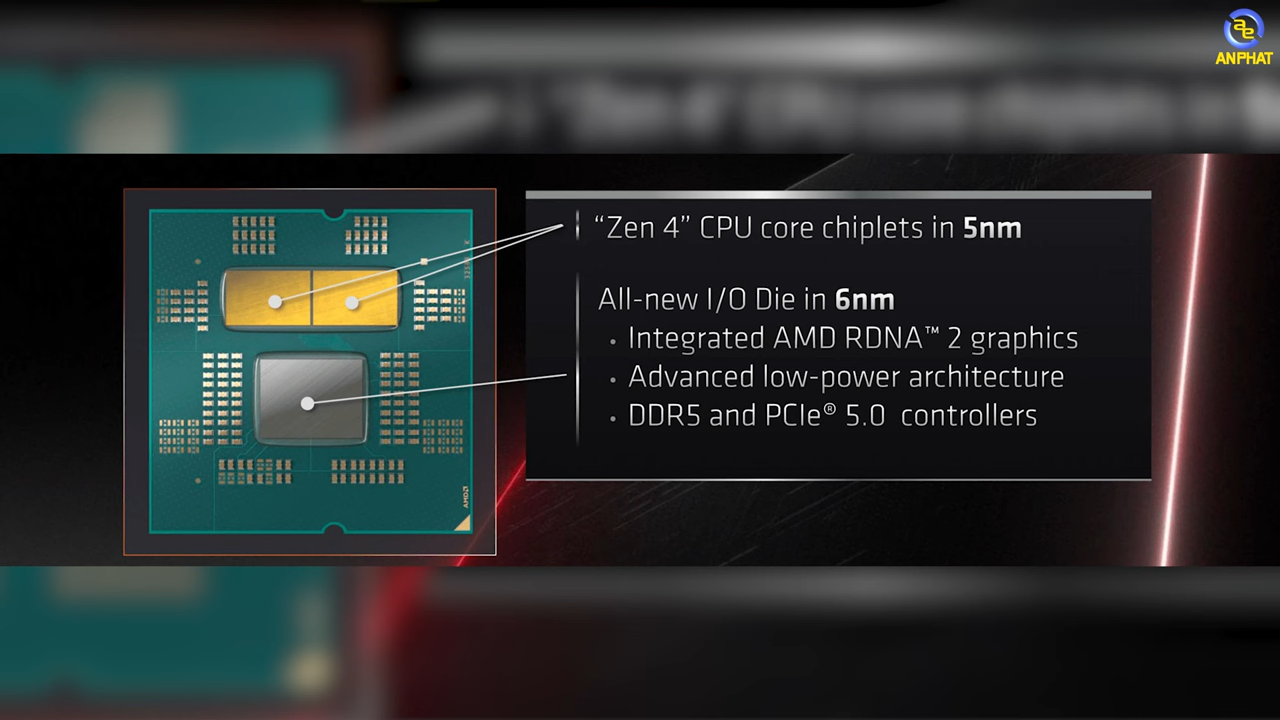 ae
ANPHAT
“Zen 4” CPU core chiplets in 5nm
All-new I/O Die in 6nm
• Integrated AMD RDNA™ 2 graphics
• Advanced low-power architecture
• DDR5 and PCIe® 5.0 controllers